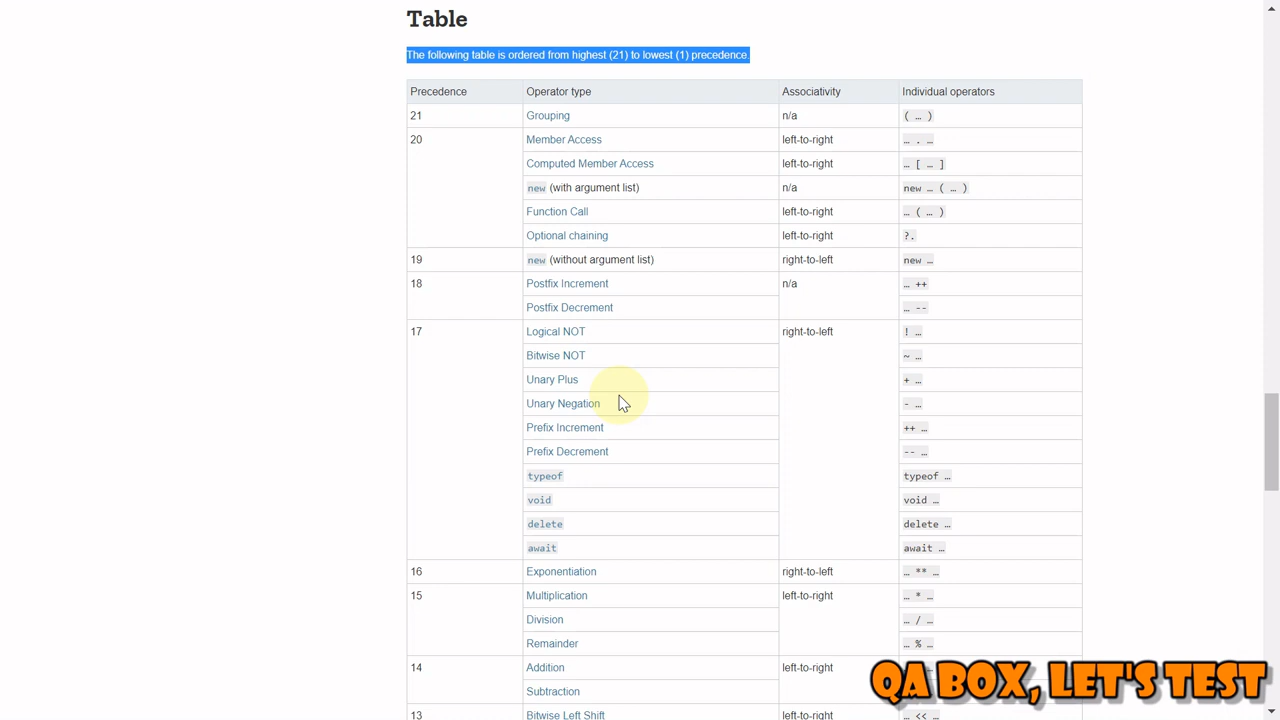 Table
The following table is ordered from highest (21) to lowest (1) precedence.
Precedence Operator type Associativity Individual operators
21 Grouping n/a ( … )
20 Member Access left-to-right … . …
Computed Member Access left-to-right … [ … ]
new (with argument list) n/a new … ( … )
Function Call left-to-right … ( … )
Optional chaining left-to-right ?.
19 new (without argument list) right-to-left new …
18 Postfix Increment n/a … ++
Postfix Decrement … --
17 Logical NOT right-to-left ! …
Bitwise NOT ~ …
Unary Plus + …
Unary Negation - …
Prefix Increment ++ …
Prefix Decrement -- …
typeof typeof …
void void …
delete delete …
await await …
16 Exponentiation right-to-left … ** …
15 Multiplication left-to-right … * …
Division … / …
Remainder … % …
14 Addition left-to-right
Subtraction
13 Bitwise Left Shift left-to-right … << …
QA BOX, LET'S TEST